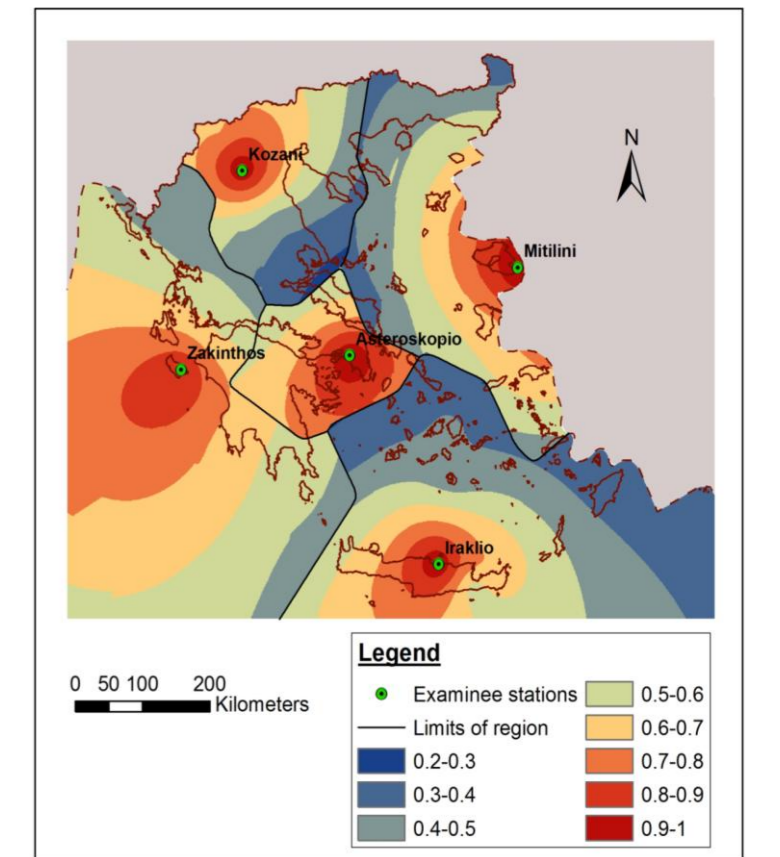 N
Kozani
Mitilini
Asteroskopio
Zakinthos
Iraklio
0 50 100 200
Kilometers
Legend
Examinee stations
Limits of region
0.2-0.3
0.3-0.4
0.4-0.5
0.5-0.6
0.6-0.7
0.7-0.8
0.8-0.9
0.9-1